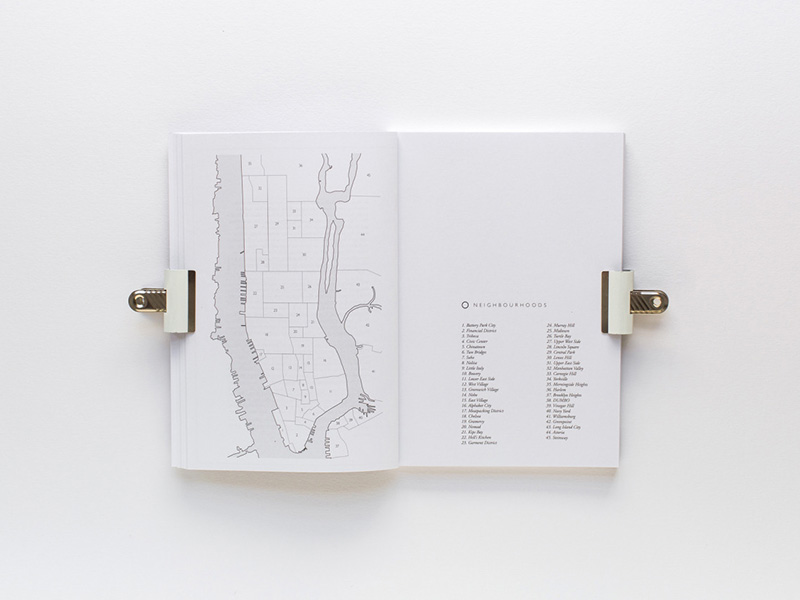 NEIGHBOURHOODS
1. Battery Park City
2. Financial District
3. Tribeca
4. Civic Center
5. Chinatown
6. Two Bridges
7. Soho
8. Nolita
9. Little Italy
10. Bowery
11. Lower East Side
12. West Village
13. Greenwich Village
14. Noho
15. East Village
16. Alphabet City
17. Meatpacking District
18. Chelsea
19. Gramercy
20. Nomad
21. Kips Bay
22. Hell's Kitchen
23. Garment District
24. Murray Hill
25. Midtown
26. Turtle Bay
27. Upper West Side
28. Lincoln Square
29. Central Park
30. Lenox Hill
31. Upper East Side
32. Manhattan Valley
33. Carnegie Hill
34. Yorkville
35. Morningside Heights
36. Harlem
37. Brooklyn Heights
38. DUMBO
39. Vinegar Hill
40. Navy Yard
41. Williamsburg
42. Greenpoint
43. Long Island City
44. Astoria
45. Steinway